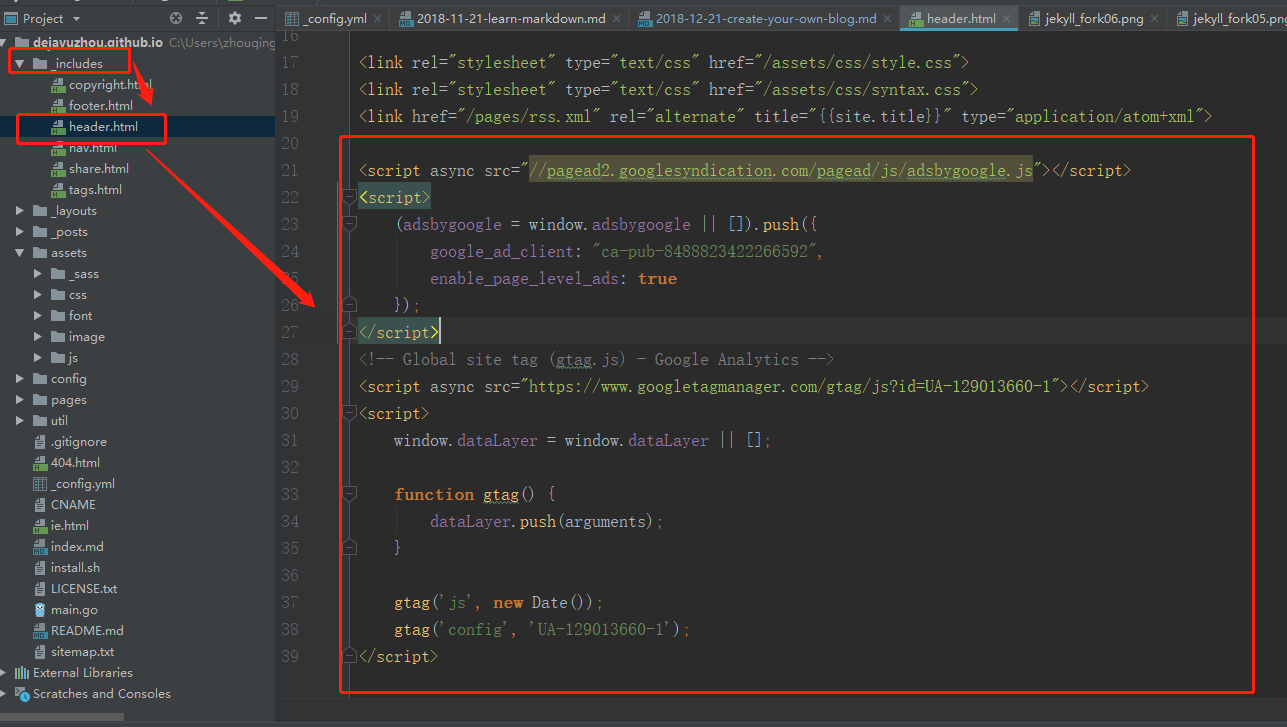 Project
_config.yml
2018-11-21-learn-markdown.md
2018-12-21-create-your-own-blog.md
header.html
jekyll_fork06.png
jekyll_fork05.png
dejavuzhou.github.io C:\Users\zhouqing
_includes
copyright.html
footer.html
header.html
nav.html
share.html
tags.html
_layouts
_posts
assets
_sass
css
font
image
js
config
pages
util
.gitignore
404.html
_config.yml
CNAME
ie.html
index.md
install.sh
LICENSE.txt
main.go
README.md
sitemap.txt
External Libraries
Scratches and Consoles
16
17 <link rel="stylesheet" type="text/css" href="/assets/css/style.css">
18 <link rel="stylesheet" type="text/css" href="/assets/css/syntax.css">
19 <link href="/pages/rss.xml" rel="alternate" title="{{site.title}}" type="application/atom+xml">
20
21 <script async src="//pagead2.googlesyndication.com/pagead/js/adsbygoogle.js"></script>
22 <script>
23 (adsbygoogle = window.adsbygoogle || []).push({
24 google_ad_client: "ca-pub-8488823422266592",
25 enable_page_level_ads: true
26 });
27 </script>
28 <!-- Global site tag (gtag.js) - Google Analytics -->
29 <script async src="https://www.googletagmanager.com/gtag/js?id=UA-129013660-1"></script>
30 <script>
31 window.dataLayer = window.dataLayer || [];
32
33 function gtag() {
34 dataLayer.push(arguments);
35 }
36
37 gtag('js', new Date());
38 gtag('config', 'UA-129013660-1');
39 </script>